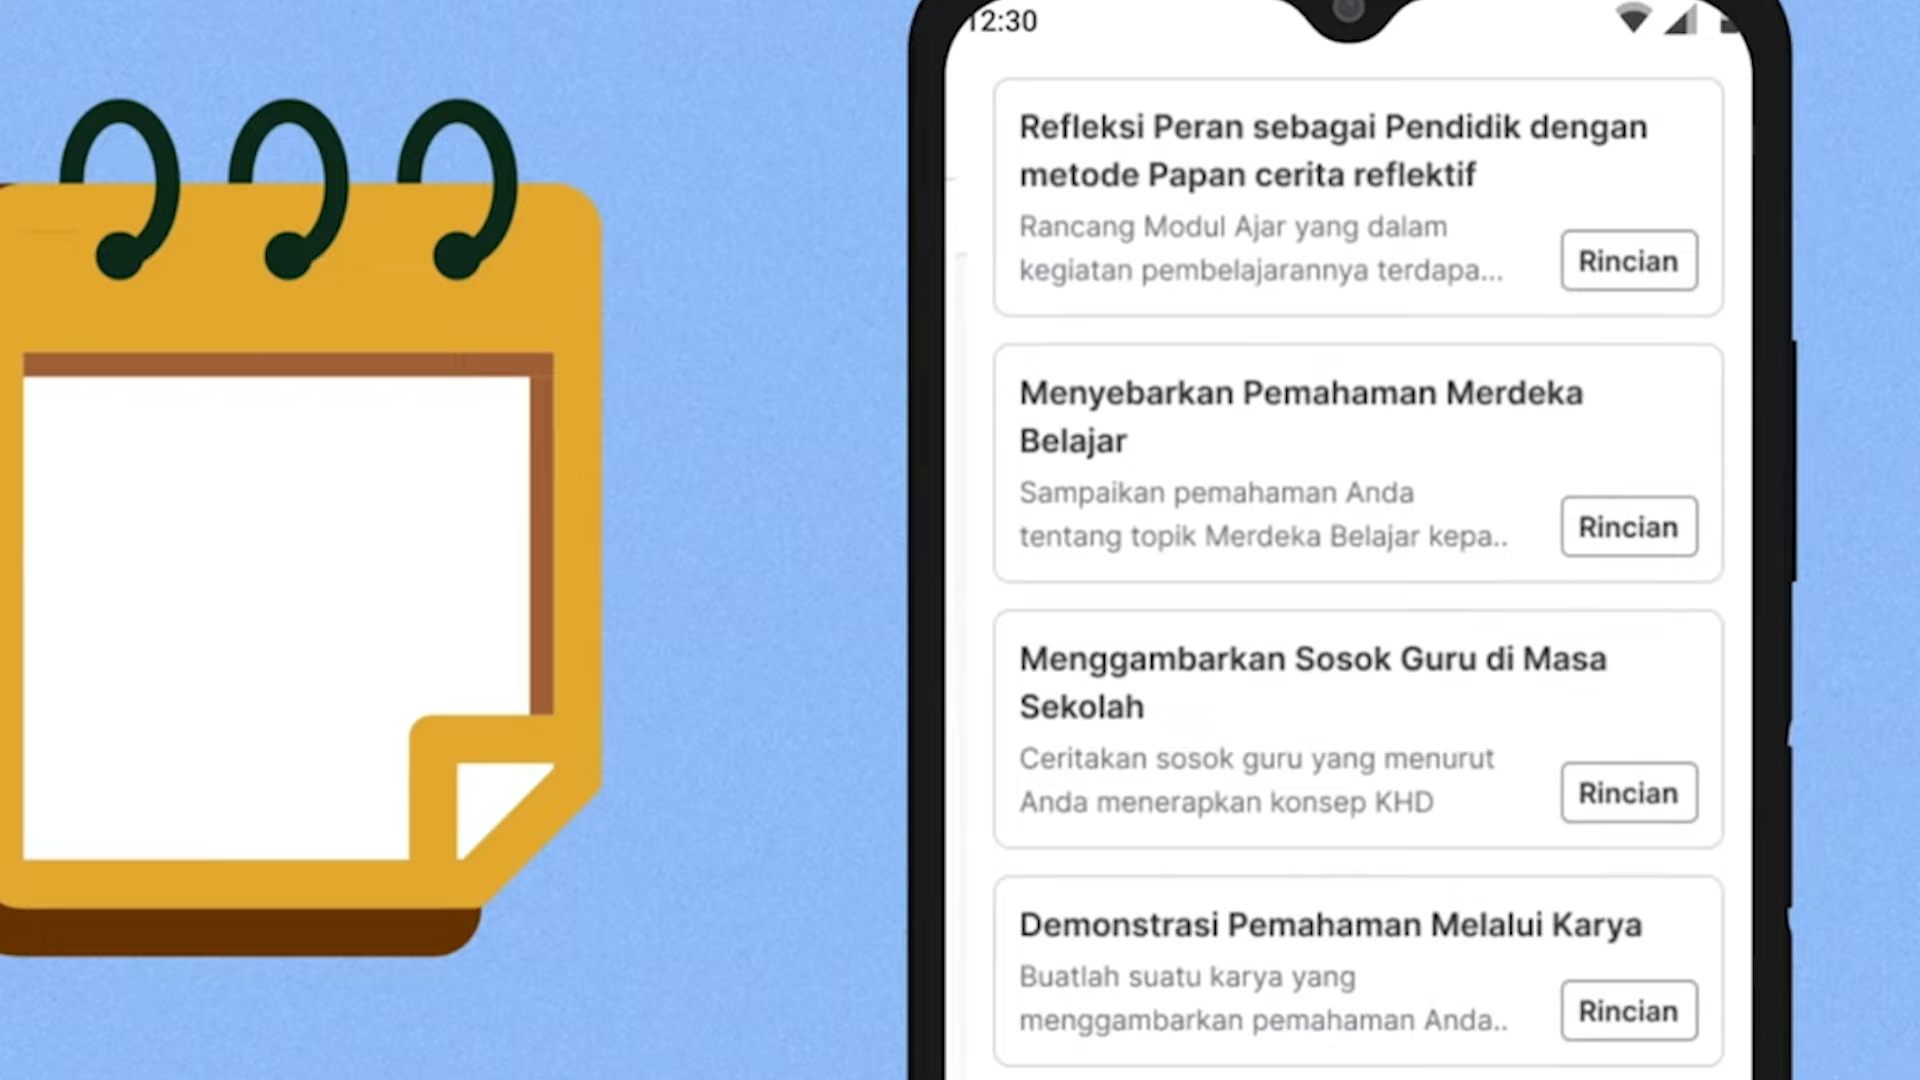 12:30
Refleksi Peran sebagai Pendidik dengan
metode Papan cerita reflektif
Rancang Modul Ajar yang dalam
kegiatan pembelajarannya terdapa...
Rincian
Menyebarkan Pemahaman Merdeka
Belajar
Sampaikan pemahaman Anda
tentang topik Merdeka Belajar kepa..
Rincian
Menggambarkan Sosok Guru di Masa
Sekolah
Ceritakan sosok guru yang menurut
Anda menerapkan konsep KHD
Rincian
Demonstrasi Pemahaman Melalui Karya
Buatlah suatu karya yang
menggambarkan pemahaman Anda..
Rincian